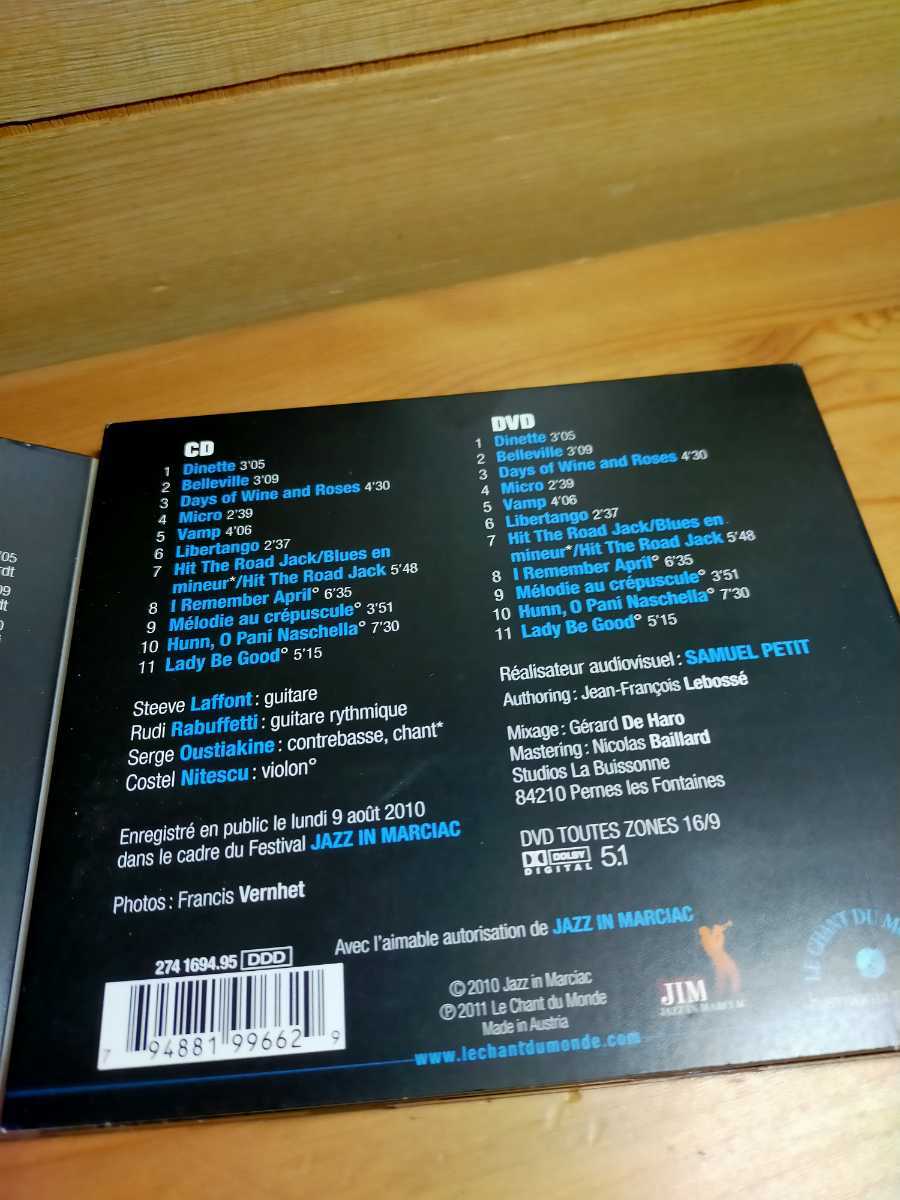 CD
1 Dinette 3'05
2 Belleville 3'09
3 Days of Wine and Roses 4'30
4 Micro 2'39
5 Vamp 4'06
6 Libertango 2'37
7 Hit The Road Jack/Blues en
mineur*/Hit The Road Jack 5'48
8 I Remember April° 6'35
9 Mélodie au crépuscule° 3'51
10 Hunn, O Pani Naschella° 7'30
11 Lady Be Good° 5'15
Steeve Laffont : guitare
Rudi Rabuffetti : guitare rythmique
Serge Oustiakine : contrebasse, chant*
Costel Nitescu : violon°
Enregistré en public le lundi 9 août 2010
dans le cadre du Festival JAZZ IN MARCIAC
Photos : Francis Vernhet
DVD
1 Dinette 3'05
2 Belleville 3'09
3 Days of Wine and Roses 4'30
4 Micro 2'39
5 Vamp 4'06
6 Libertango 2'37
7 Hit The Road Jack/Blues en
mineur*/Hit The Road Jack 5'48
8 I Remember April° 6'35
9 Mélodie au crépuscule° 3'51
10 Hunn, O Pani Naschella° 7'30
11 Lady Be Good° 5'15
Réalisateur audiovisuel : SAMUEL PETIT
Authoring : Jean-François Lebossé
Mixage : Gérard De Haro
Mastering : Nicolas Baillard
Studios La Buissonne
84210 Pernes les Fontaines
DVD TOUTES ZONES 16/9
DOLBY
DIGITAL 5.1
Avec l'aimable autorisation de JAZZ IN MARCIAC
274 1694.95 DDD
7 94881 99662 9
© 2010 Jazz in Marciac
℗ 2011 Le Chant du Monde
Made in Austria
www.lechantdumonde.com
JIM
JAZZ IN MARCIAC
LE CHANT DU
'05
rdt
09
dt
0